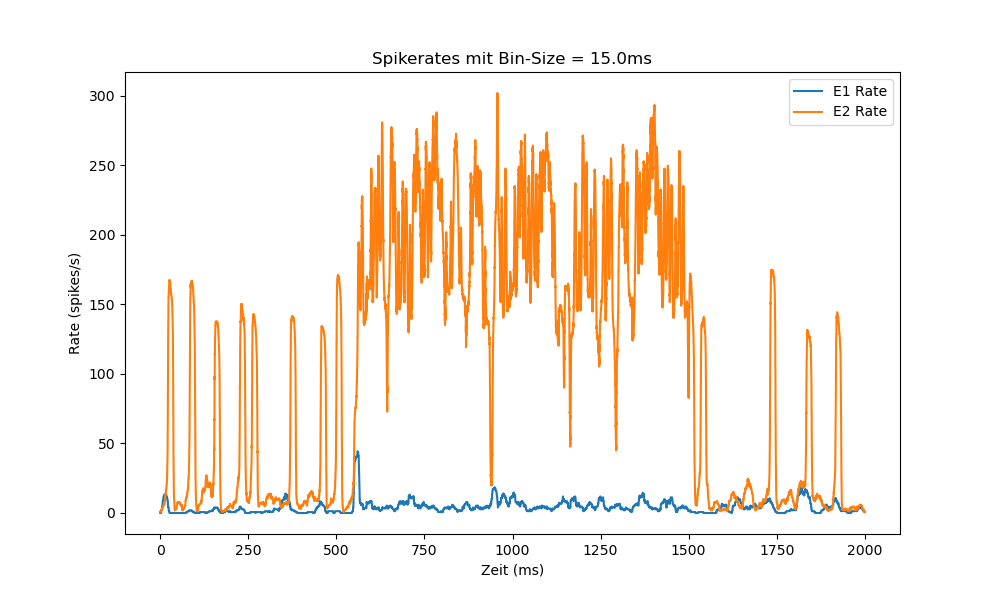 Spikerates mit Bin-Size = 15.0ms
E1 Rate
E2 Rate
300
250
200
150
100
50
0
Rate (spikes/s)
0 250 500 750 1000 1250 1500 1750 2000
Zeit (ms)